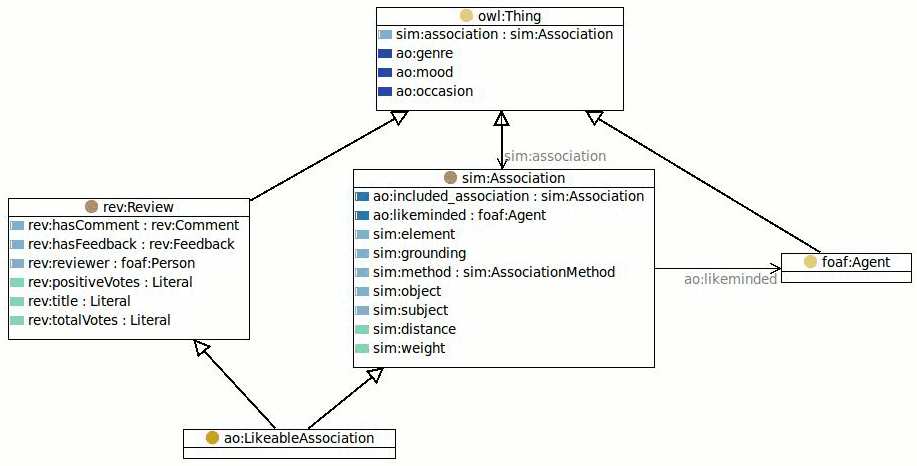 owl:Thing
sim:association : sim:Association
ao:genre
ao:mood
ao:occasion
sim:association
sim:Association
ao:included_association : sim:Association
ao:likeminded : foaf:Agent
sim:element
sim:grounding
sim:method : sim:AssociationMethod
sim:object
sim:subject
sim:distance
sim:weight
rev:Review
rev:hasComment : rev:Comment
rev:hasFeedback : rev:Feedback
rev:reviewer : foaf:Person
rev:positiveVotes : Literal
rev:title : Literal
rev:totalVotes : Literal
foaf:Agent
ao:likeminded
ao:LikeableAssociation